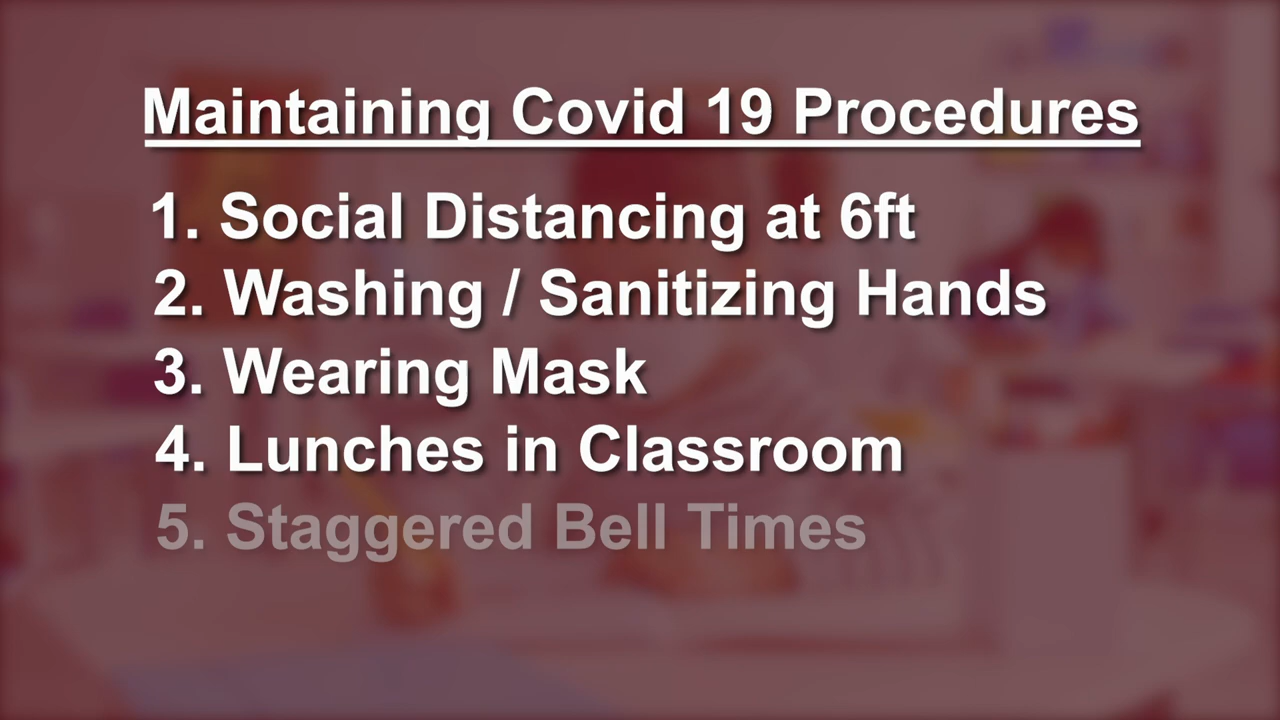 Maintaining Covid 19 Procedures
1. Social Distancing at 6ft
2. Washing / Sanitizing Hands
3. Wearing Mask
4. Lunches in Classroom
5. Staggered Bell Times